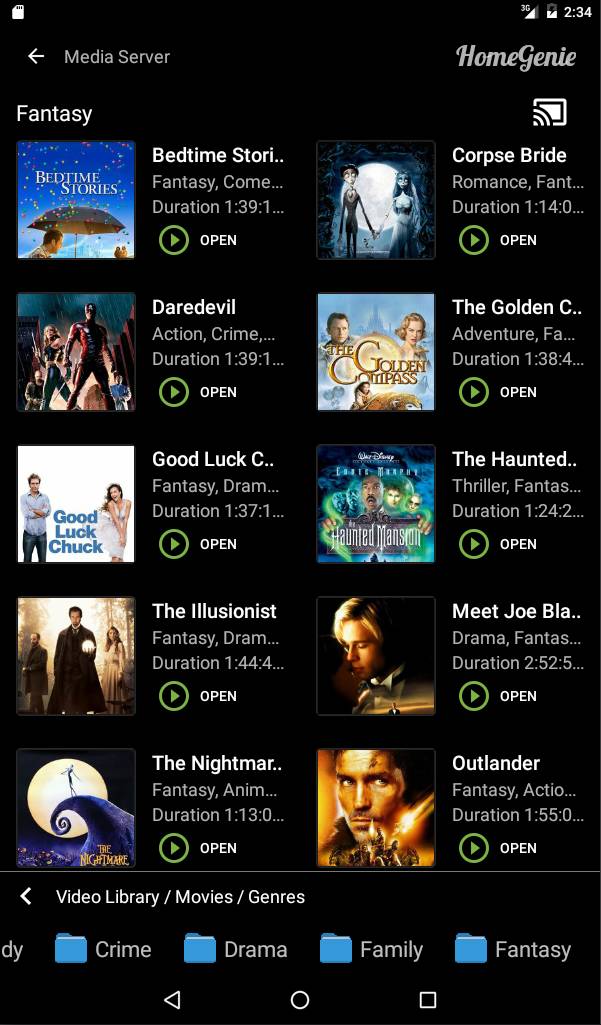 3G 2:34
Media Server HomeGenie
Fantasy
BEDTIME
STORIES
Bedtime Stori..
Fantasy, Come...
Duration 1:39:1...
OPEN
Corpse Bride
Romance, Fant...
Duration 1:14:0...
OPEN
Daredevil
Action, Crime,...
Duration 1:39:1...
OPEN
THE
GOLDEN
COMPASS
The Golden C..
Adventure, Fa...
Duration 1:38:4...
OPEN
Good
Luck
Chuck
Good Luck C..
Fantasy, Dram...
Duration 1:37:1...
OPEN
WALT DISNEY
EDDIE MURPHY
THE
Haunted Mansion
The Haunted..
Thriller, Fantas...
Duration 1:24:2...
OPEN
The Illusionist
Fantasy, Dram...
Duration 1:44:4...
OPEN
Meet Joe Bla..
Drama, Fantas...
Duration 2:52:5...
OPEN
THE
NIGHTMARE
The Nightmar..
Fantasy, Anim...
Duration 1:13:0...
OPEN
Outlander
Fantasy, Actio...
Duration 1:55:0...
OPEN
Video Library / Movies / Genres
dy Crime Drama Family Fantasy